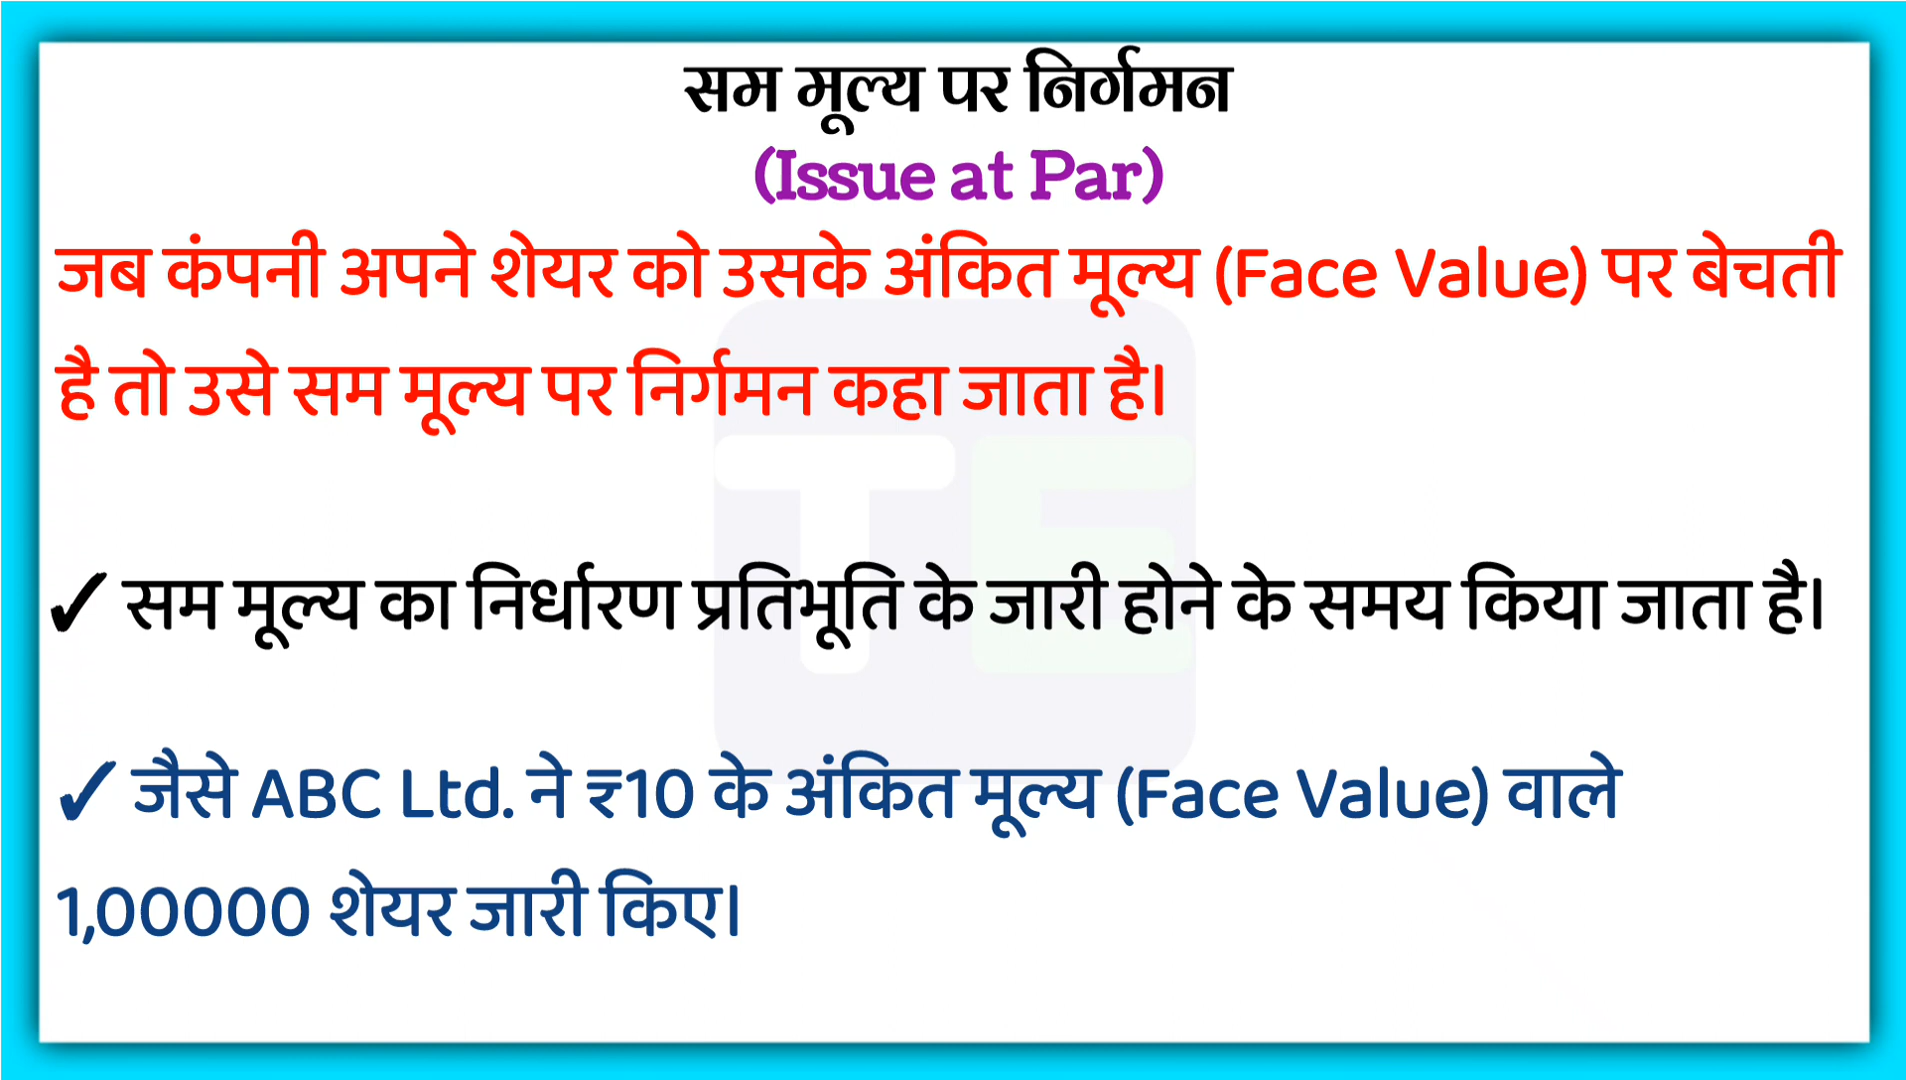 सम मूल्य पर निर्गमन
(Issue at Par)
जब कंपनी अपने शेयर को उसके अंकित मूल्य (Face Value) पर बेचती
है तो उसे सम मूल्य पर निर्गमन कहा जाता है।
✓ सम मूल्य का निर्धारण प्रतिभूति के जारी होने के समय किया जाता है।
✓ जैसे ABC Ltd. ने ₹10 के अंकित मूल्य (Face Value) वाले
1,00000 शेयर जारी किए।
TE